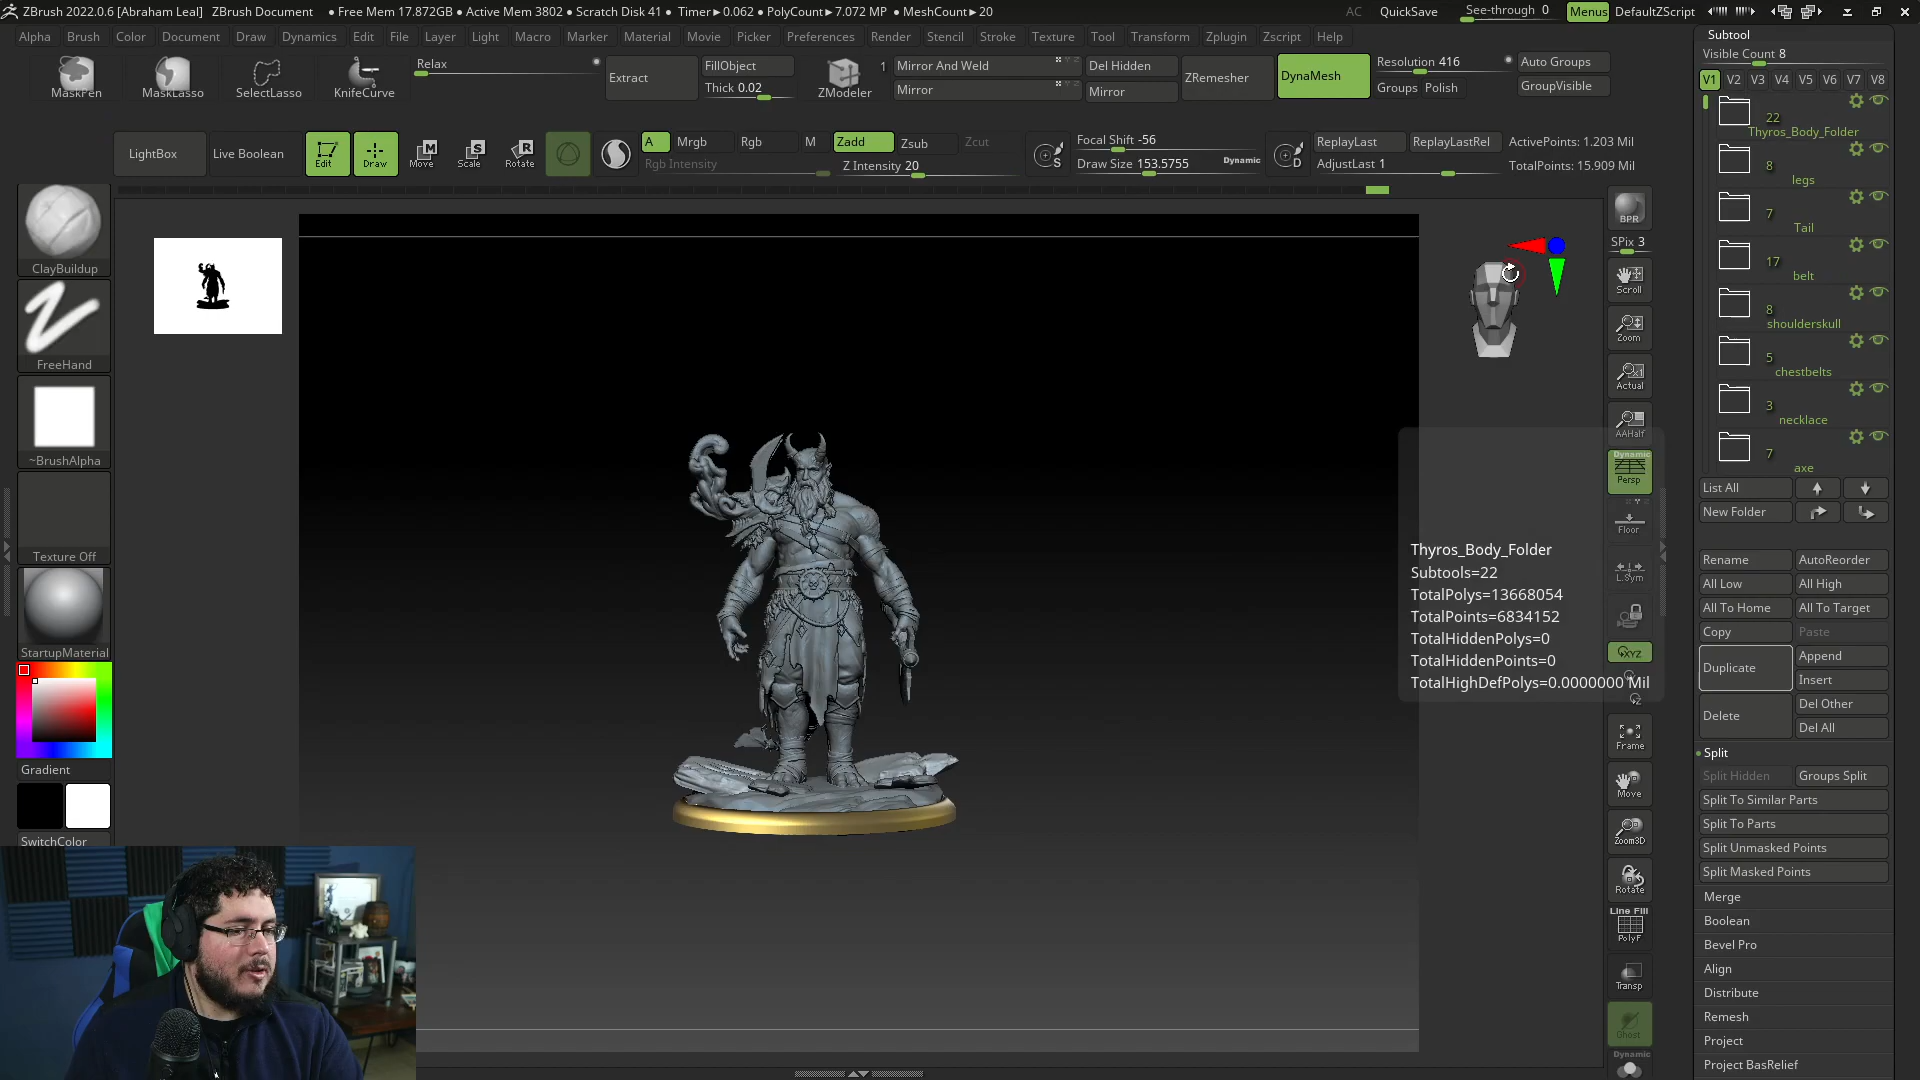 ZBrush 2022.0.6 [Abraham Leal] ZBrush Document • Free Mem 17.872GB • Active Mem 3802 • Scratch Disk 41 • Timer▸0.062 • PolyCount▸7.072 MP • MeshCount▸20
AC QuickSave See-through 0 Menus DefaultZScript
Alpha Brush Color Document Draw Dynamics Edit File Layer Light Macro Marker Material Movie Picker Preferences Render Stencil Stroke Texture Tool Transform Zplugin Zscript Help
MaskPen MaskLasso SelectLasso KnifeCurve
Relax
Extract
FillObject
Thick 0.02
ZModeler
1
Mirror And Weld
Mirror
Del Hidden
Mirror
ZRemesher
DynaMesh
Resolution 416
Groups Polish
Auto Groups
GroupVisible
LightBox
Live Boolean
Edit Draw Move Scale Rotate
M S R
A Mrgb Rgb M
Rgb Intensity
Zadd Zsub Zcut
Z Intensity 20
S
Focal Shift -56
Draw Size 153.5755 Dynamic
D
ReplayLast ReplayLastRel
AdjustLast 1
ActivePoints: 1.203 Mil
TotalPoints: 15.909 Mil
ClayBuildup
FreeHand
~BrushAlpha
Texture Off
StartupMaterial
Gradient
SwitchColor
BPR
SPix 3
Scroll
Zoom
Actual
AAHalf
Dynamic
Persp
Floor
L.Sym
XYZ
Frame
Move
Zoom3D
Rotate
Line Fill
PolyF
Transp
Ghost
Dynamic
Thyros_Body_Folder
Subtools=22
TotalPolys=13668054
TotalPoints=6834152
TotalHiddenPolys=0
TotalHiddenPoints=0
TotalHighDefPolys=0.0000000 Mil
Subtool
Visible Count 8
V1 V2 V3 V4 V5 V6 V7 V8
22
Thyros_Body_Folder
8
legs
7
Tail
17
belt
8
shoulderskull
5
chestbelts
3
necklace
7
axe
List All
New Folder
Rename AutoReorder
All Low All High
All To Home All To Target
Copy Paste
Duplicate
Append
Insert
Delete
Del Other
Del All
Split
Split Hidden Groups Split
Split To Similar Parts
Split To Parts
Split Unmasked Points
Split Masked Points
Merge
Boolean
Bevel Pro
Align
Distribute
Remesh
Project
Project BasRelief